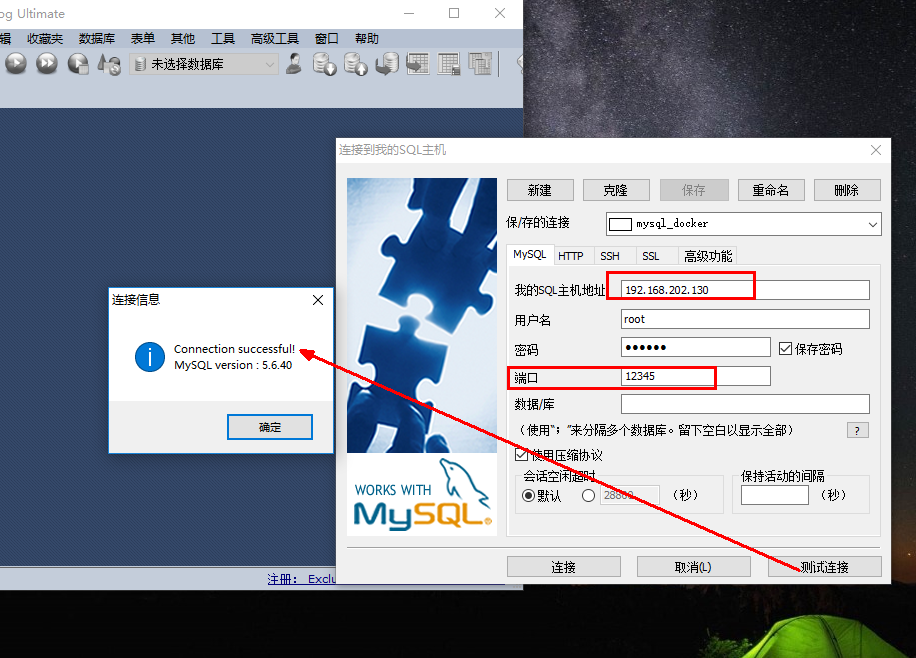 og Ultimate
辑 收藏夹 数据库 表单 其他 工具 高级工具 窗口 帮助
未选择数据库
连接到我的SQL主机
新建 克隆 保存 重命名 删除
保/存的连接 mysql_docker
MySQL HTTP SSH SSL 高级功能
我的SQL主机地址 192.168.202.130
用户名 root
密码 ●●●●●● 保存密码
端口 12345
数据/库
(使用“;”来分隔多个数据库。留下空白以显示全部)
?
使用压缩协议
会话空闲超时
默认 28800 (秒)
保持活动的间隔
(秒)
连接 取消(L) 测试连接
WORKS WITH
MySQL®
连接信息
i
Connection successful!
MySQL version : 5.6.40
确定
注册: Exclu